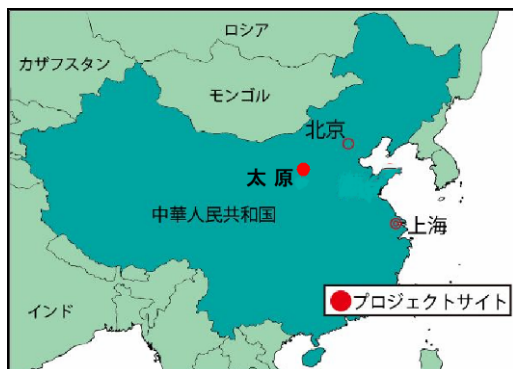 ロシア
カザフスタン
モンゴル
北京
太原
中華人民共和国
上海
インド
プロジェクトサイト